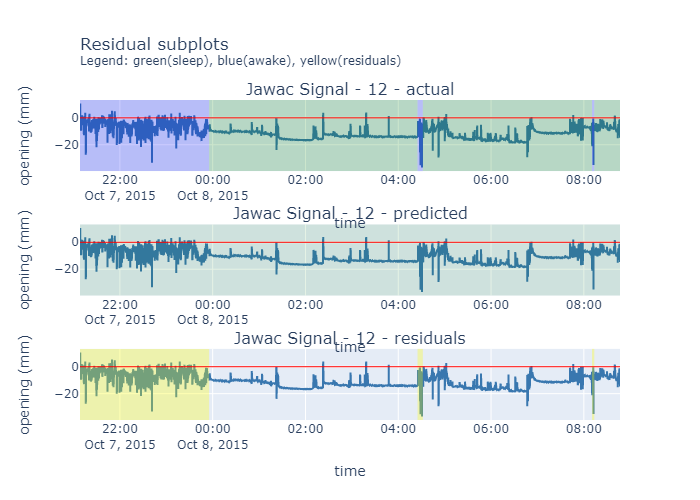 Residual subplots
Legend: green(sleep), blue(awake), yellow(residuals)
Jawac Signal - 12 - actual
opening (mm)
0
−20
22:00 00:00 02:00 04:00 06:00 08:00
Oct 7, 2015 Oct 8, 2015
Jawac Signal - 12 - predicted
time
opening (mm)
0
−20
22:00 00:00 02:00 04:00 06:00 08:00
Oct 7, 2015 Oct 8, 2015
Jawac Signal - 12 - residuals
time
opening (mm)
0
−20
22:00 00:00 02:00 04:00 06:00 08:00
Oct 7, 2015 Oct 8, 2015
time